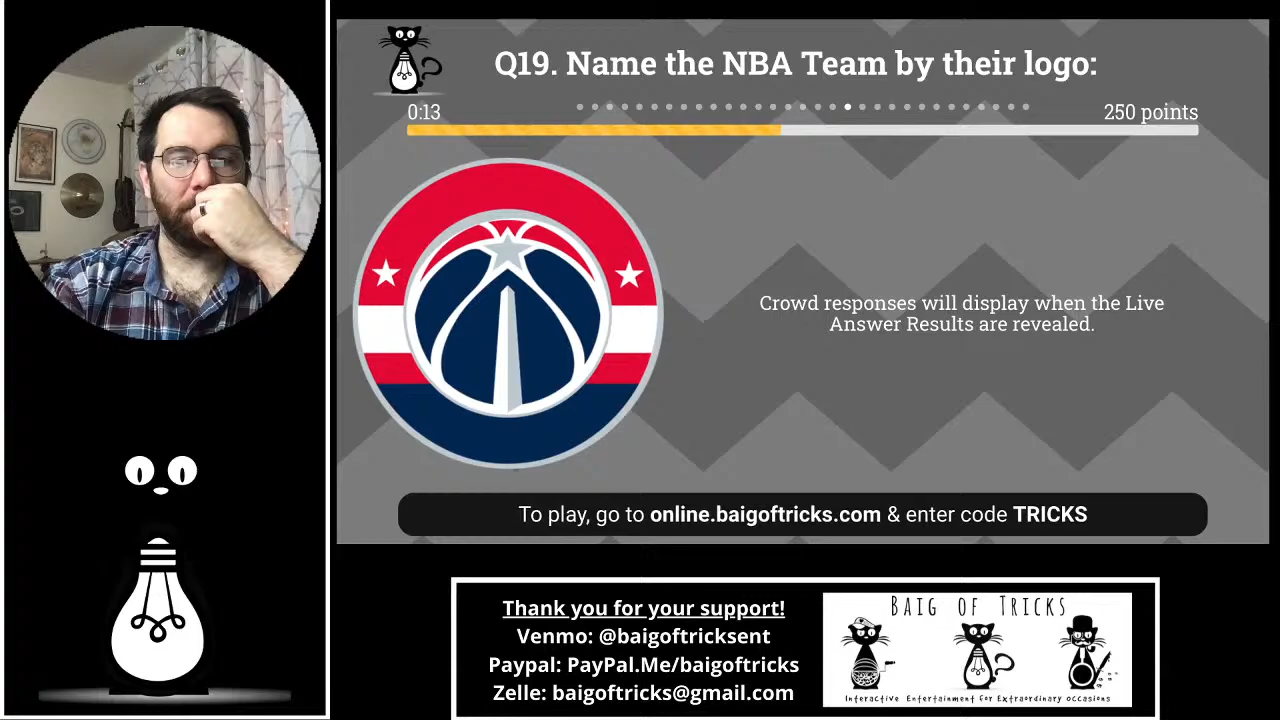 Q19. Name the NBA Team by their logo:
0:13
250 points
Crowd responses will display when the Live
Answer Results are revealed.
To play, go to online.baigoftricks.com & enter code TRICKS
Thank you for your support!
Venmo: @baigoftricksent
Paypal: PayPal.Me/baigoftricks
Zelle: baigoftricks@gmail.com
BAIG OF TRICKS
Interactive Entertainment for Extraordinary Occasions